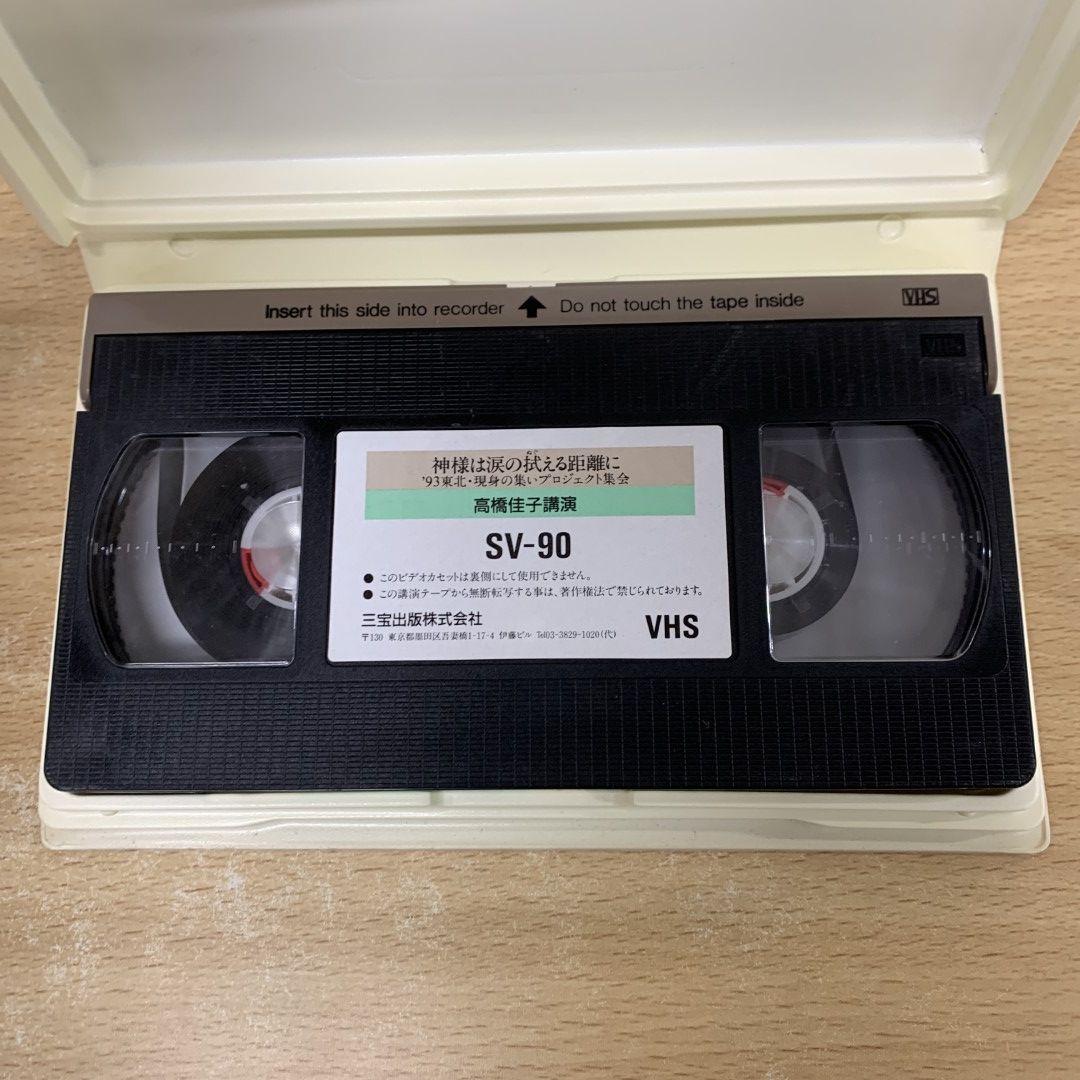 Insert this side into recorder ↑ Do not touch the tape inside VHS
VHS
神様は涙の拭える距離に
ぬぐ
'93東北・現身の集いプロジェクト集会
高橋佳子講演
SV-90
● このビデオカセットは裏側にして使用できません。
● この講演テープから無断転写する事は、著作権法で禁じられております。
三宝出版株式会社
〒130 東京都墨田区吾妻橋1-17-4 伊藤ビル Tel03-3829-1020(代)
VHS